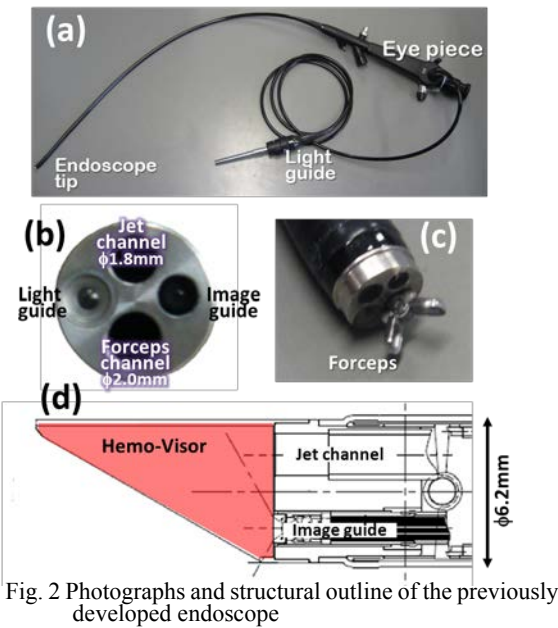 (a)
Eye piece
Light
guide
Endoscope
tip
(b)
Jet
channel
ϕ1.8mm
Light
guide
Image
guide
Forceps
channel
ϕ2.0mm
(c)
Forceps
(d)
Hemo-Visor
Jet channel
Image guide
ϕ6.2mm
Fig. 2 Photographs and structural outline of the previously
developed endoscope